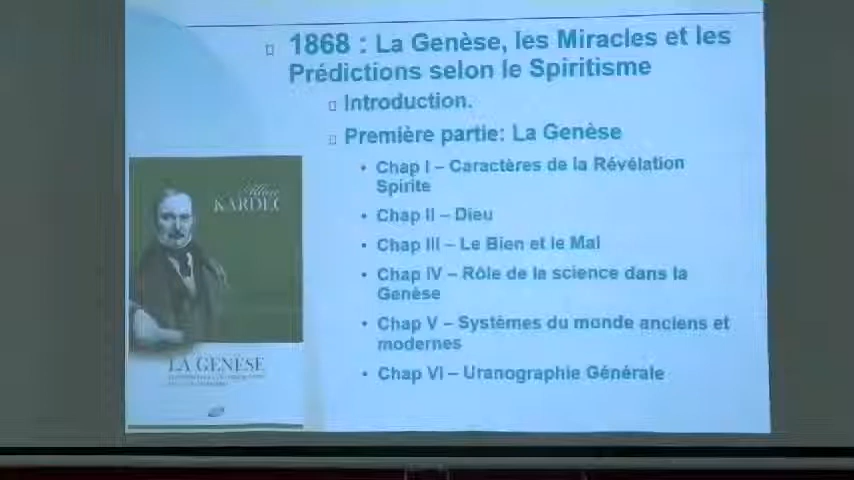 1868 : La Genèse, les Miracles et les
Prédictions selon le Spiritisme
Introduction.
Première partie: La Genèse
• Chap I – Caractères de la Révélation
Spirite
• Chap II – Dieu
• Chap III – Le Bien et le Mal
• Chap IV – Rôle de la science dans la
Genèse
• Chap V – Systèmes du monde anciens et
modernes
• Chap VI – Uranographie Générale
Allan
KARDEC
LA GENÈSE